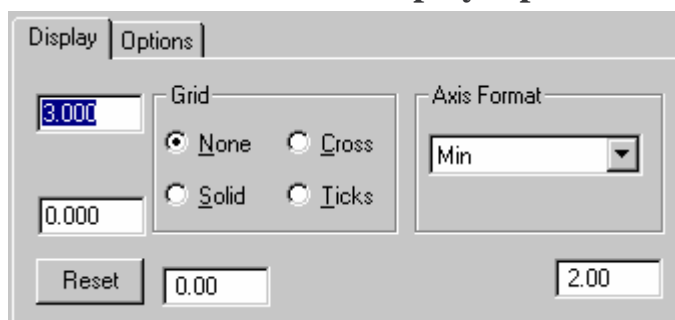 Display Options
3.000 Grid Axis Format
None Cross Min
Solid Ticks
0.000
Reset 0.00 2.00